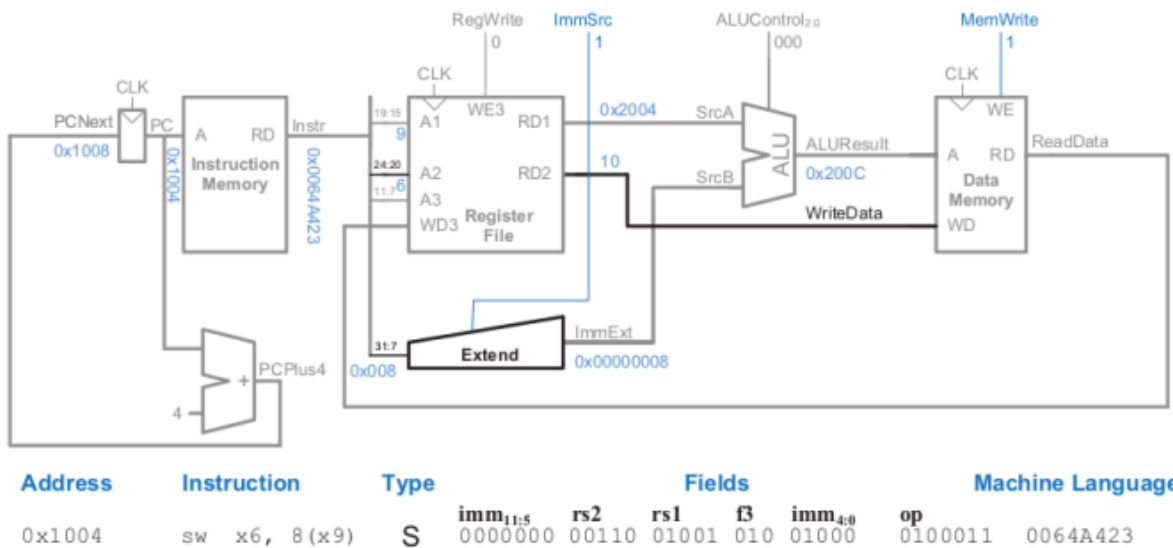 RegWrite ImmSrc ALUControl2:0 MemWrite
0 1 000 1
CLK CLK CLK
PCNext PC A RD Instr 19:15 A1 WE3 RD1 0x2004 SrcA ALUResult WE
0x1008 0x1004 Instruction Memory 0x0064A423 9 A RD ReadData
24:20 A2 RD2 10 SrcB ALU 0x200C Data Memory
6
11:7 A3
WD3 Register File WriteData WD
31:7 Extend ImmExt
0x008 0x00000008
PCPlus4
+
4
Address Instruction Type Fields Machine Language
imm11:5 rs2 rs1 f3 imm4:0 op
0x1004 sw x6, 8(x9) S 0000000 00110 01001 010 01000 0100011 0064A423